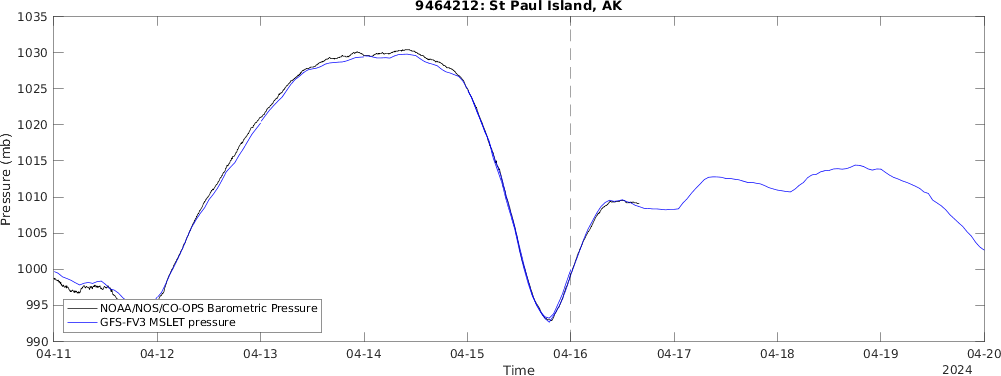 9464212: St Paul Island, AK
Pressure (mb)
1035
1030
1025
1020
1015
1010
1005
1000
995
990
NOAA/NOS/CO-OPS Barometric Pressure
GFS-FV3 MSLET pressure
04-11 04-12 04-13 04-14 04-15 04-16 04-17 04-18 04-19 04-20
Time
2024